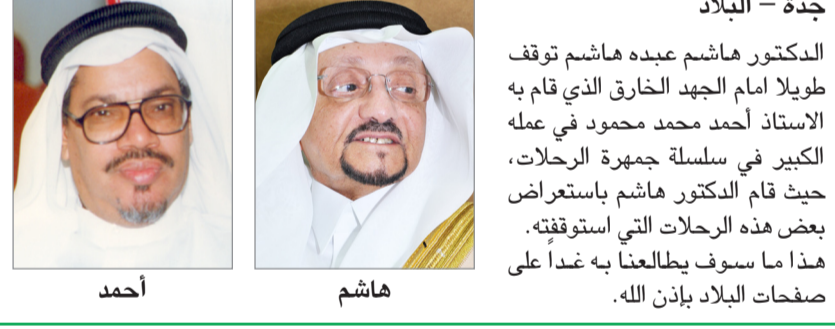 جدة – البلاد
الدكتور هاشم عبده هاشم توقف
طويلا امام الجهد الخارق الذي قام به
الاستاذ أحمد محمد محمود في عمله
الكبير في سلسلة جمهرة الرحلات،
حيث قام الدكتور هاشم باستعراض
بعض هذه الرحلات التي استوقفته.
هذا ما سوف يطالعنا به غداً على
صفحات البلاد بإذن الله.
هاشم
أحمد